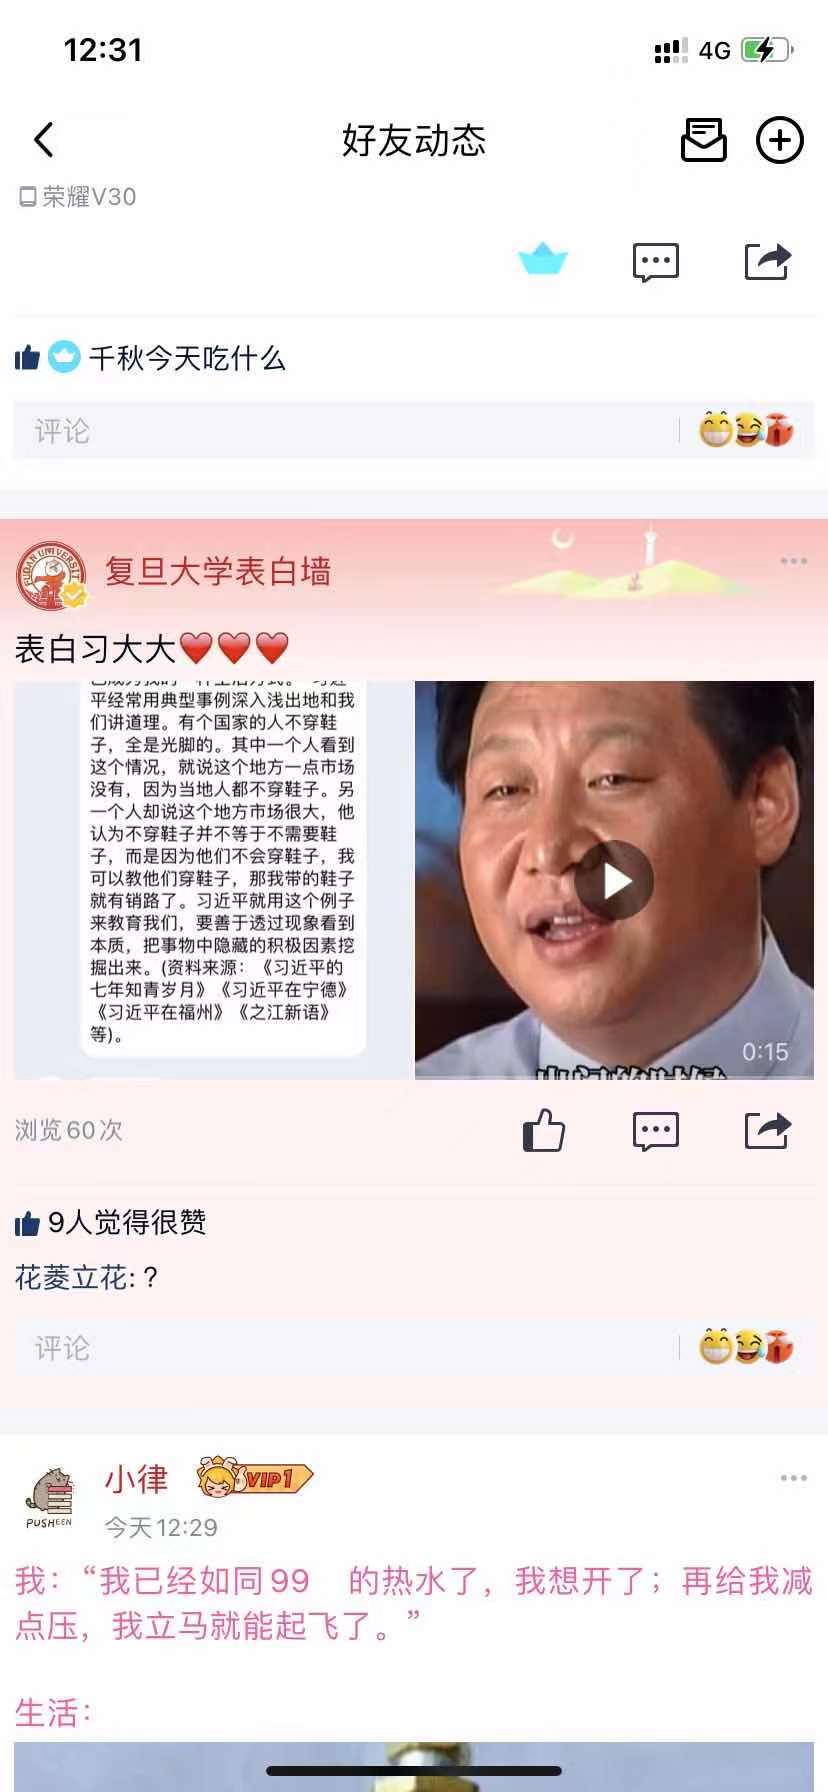 12:31
4G
好友动态
荣耀V30
千秋今天吃什么
评论
复旦大学表白墙
表白习大大
平经常用典型事例深入浅出地和我
们讲道理。有个国家的人不穿鞋
子，全是光脚的。其中一个人看到
这个情况，就说这个地方一点市场
没有，因为当地人都不穿鞋子。另
一个人却说这个地方市场很大，他
认为不穿鞋子并不等于不需要鞋
子，而是因为他们不会穿鞋子，我
可以教他们穿鞋子，那我带的鞋子
就有销路了。习近平就用这个例子
来教育我们，要善于透过现象看到
本质，把事物中隐藏的积极因素挖
掘出来。(资料来源：《习近平的
七年知青岁月》《习近平在宁德》
《习近平在福州》《之江新语》
等)。
0:15
浏览60次
9人觉得很赞
花菱立花: ?
评论
小律
VIP1
PUSHEEN
今天12:29
我：“我已经如同99 的热水了，我想开了；再给我减
点压，我立马就能起飞了。”
生活：